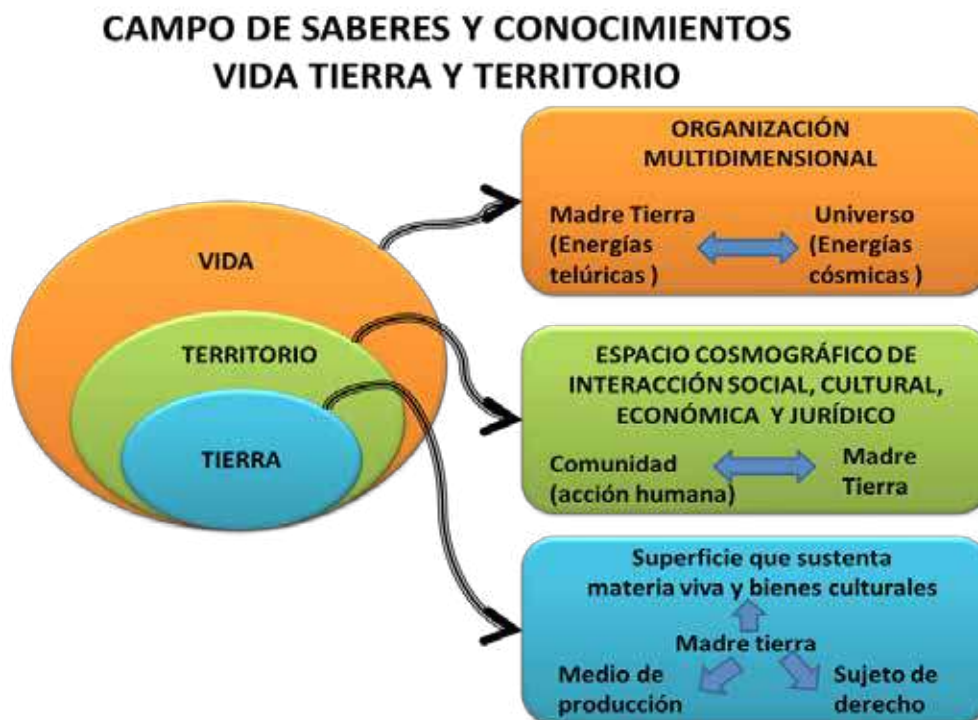 CAMPO DE SABERES Y CONOCIMIENTOS
VIDA TIERRA Y TERRITORIO
VIDA
TERRITORIO
TIERRA
ORGANIZACIÓN
MULTIDIMENSIONAL
Madre Tierra
(Energías
telúricas )
Universo
(Energías
cósmicas )
ESPACIO COSMOGRÁFICO DE
INTERACCIÓN SOCIAL, CULTURAL,
ECONÓMICA Y JURÍDICO
Comunidad
(acción humana)
Madre
Tierra
Superficie que sustenta
materia viva y bienes culturales
Madre tierra
Medio de
producción
Sujeto de
derecho